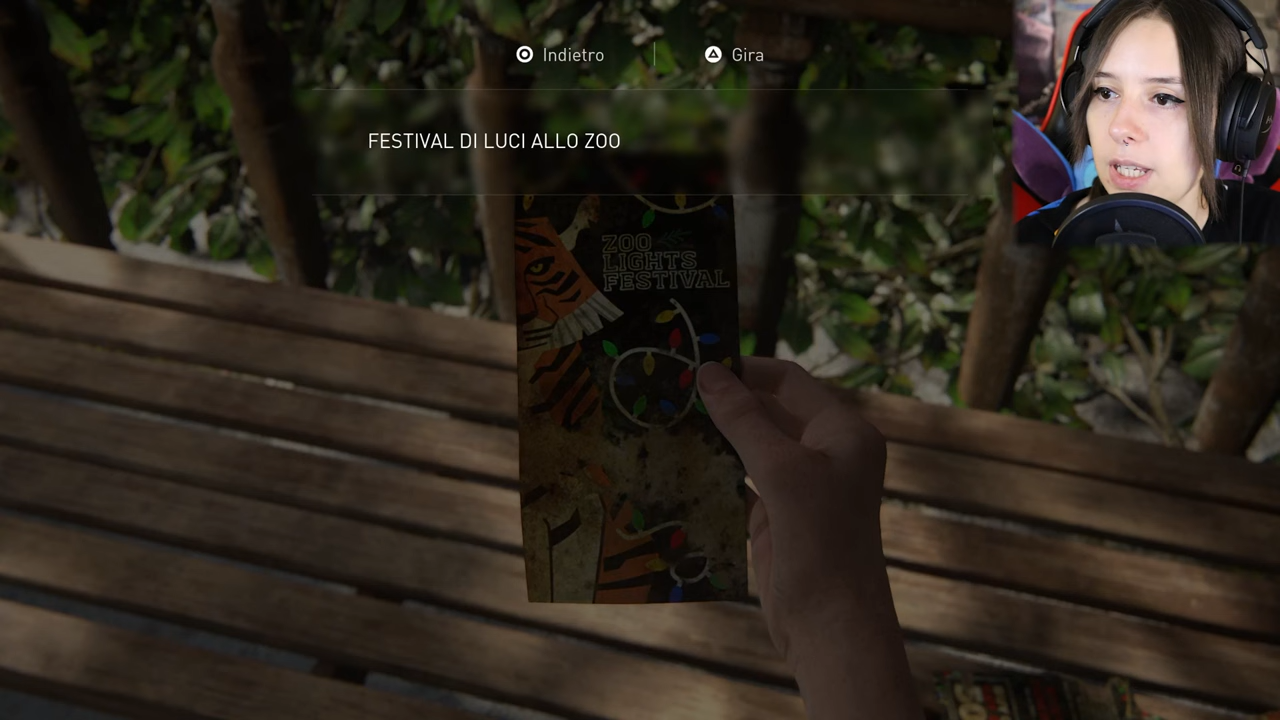 Indietro
Gira
FESTIVAL DI LUCI ALLO ZOO
ZOO
LIGHTS
FESTIVAL